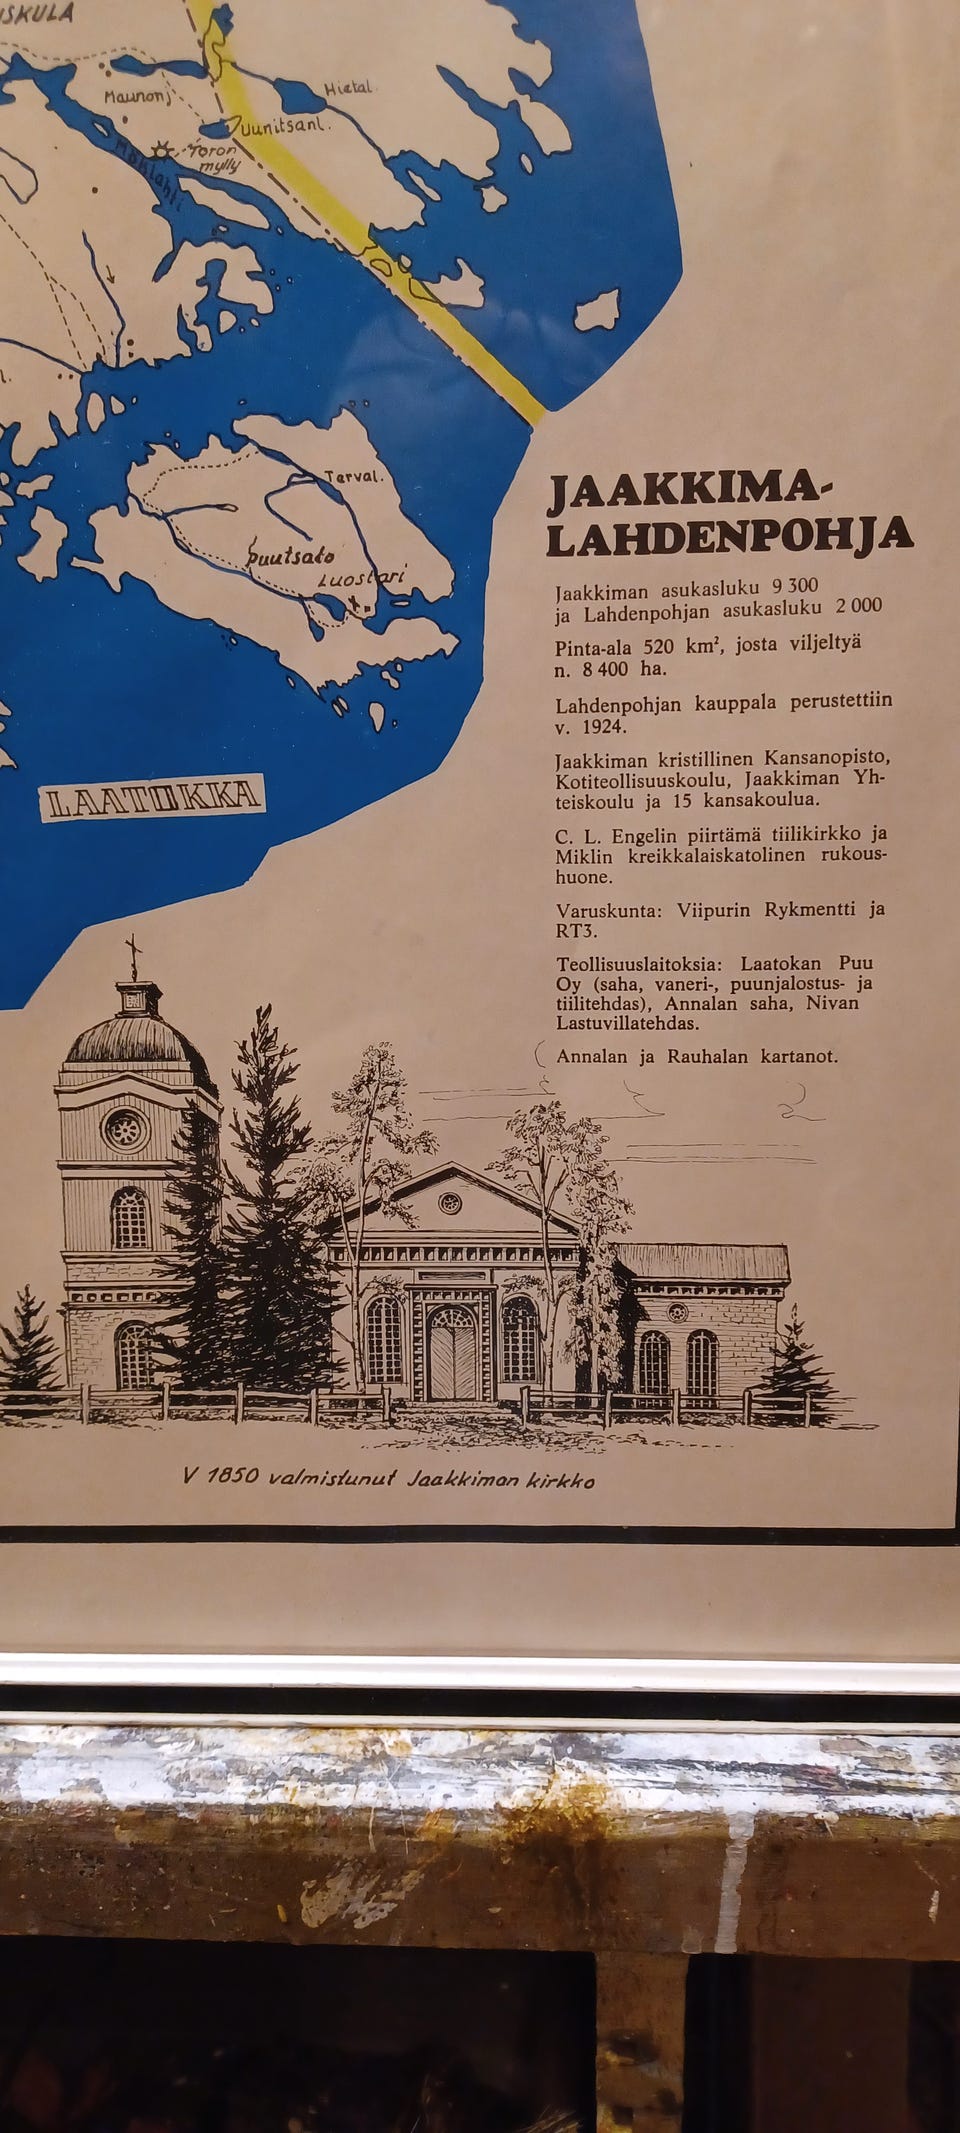 Maunonj
Hietal.
Uunitsanl.
Toron
mylly
Terval.
Puutsalo
Luostari
LAATOKKA
JAAKKIMA-
LAHDENPOHJA
Jaakkiman asukasluku 9 300
ja Lahdenpohjan asukasluku 2 000
Pinta-ala 520 km², josta viljeltyä
n. 8 400 ha.
Lahdenpohjan kauppala perustettiin
v. 1924.
Jaakkiman kristillinen Kansanopisto,
Kotiteollisuuskoulu, Jaakkiman Yh-
teiskoulu ja 15 kansakoulua.
C. L. Engelin piirtämä tiilikirkko ja
Miklin kreikkalaiskatolinen rukous-
huone.
Varuskunta: Viipurin Rykmentti ja
RT3.
Teollisuuslaitoksia: Laatokan Puu
Oy (saha, vaneri-, puunjalostus- ja
tiilitehdas), Annalan saha, Nivan
Lastuvillatehdas.
Annalan ja Rauhalan kartanot.
V 1850 valmistunut Jaakkiman kirkko